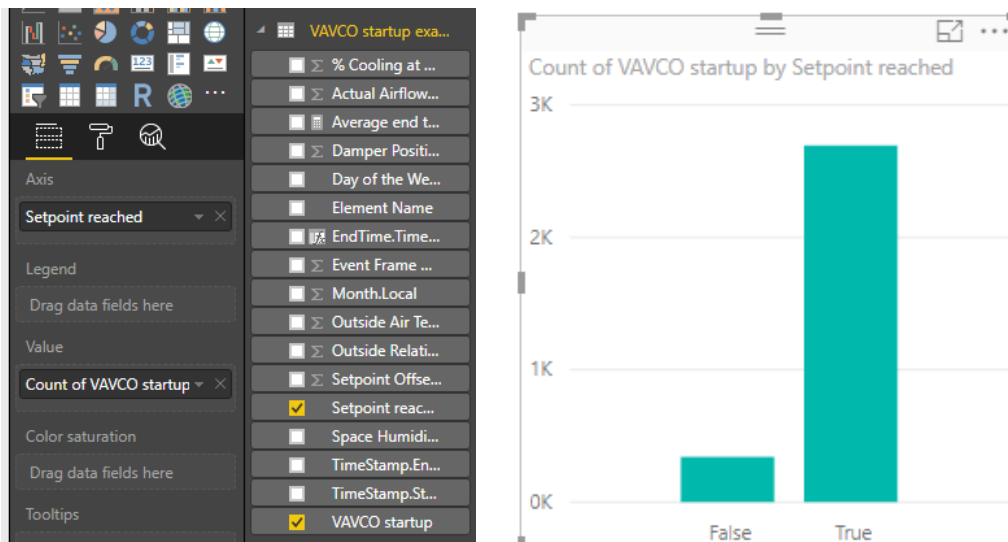 123
R
Axis
Setpoint reached
Legend
Drag data fields here
Value
Count of VAVCO startup
Color saturation
Drag data fields here
Tooltips
VAVCO startup exa...
% Cooling at ...
Actual Airflow...
Average end t...
Damper Positi...
Day of the We...
Element Name
EndTime.Time...
Event Frame ...
Month.Local
Outside Air Te...
Outside Relati...
Setpoint Offse...
Setpoint reac...
Space Humidi...
TimeStamp.En...
TimeStamp.St...
VAVCO startup
Count of VAVCO startup by Setpoint reached
3K
2K
1K
0K
False True